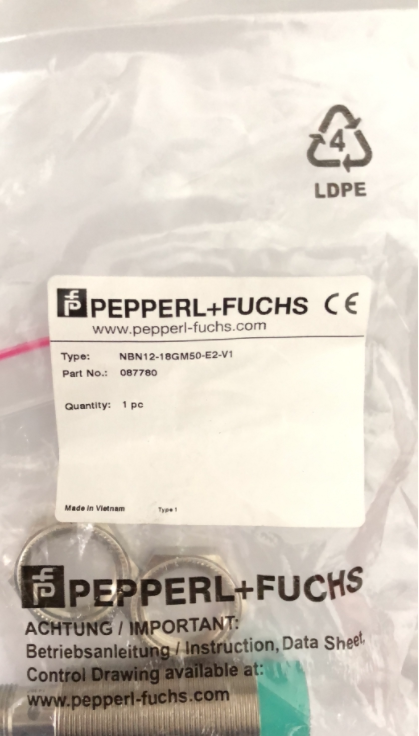 4
LDPE
PEPPERL+FUCHS CE
www.pepperl-fuchs.com
Type: NBN12-18GM50-E2-V1
Part No.: 087780
Quantity: 1 pc
Made in Vietnam Type 1
PEPPERL+FUCHS
ACHTUNG / IMPORTANT:
Betriebsanleitung / Instruction, Data Sheet,
Control Drawing available at:
www.pepperl-fuchs.com